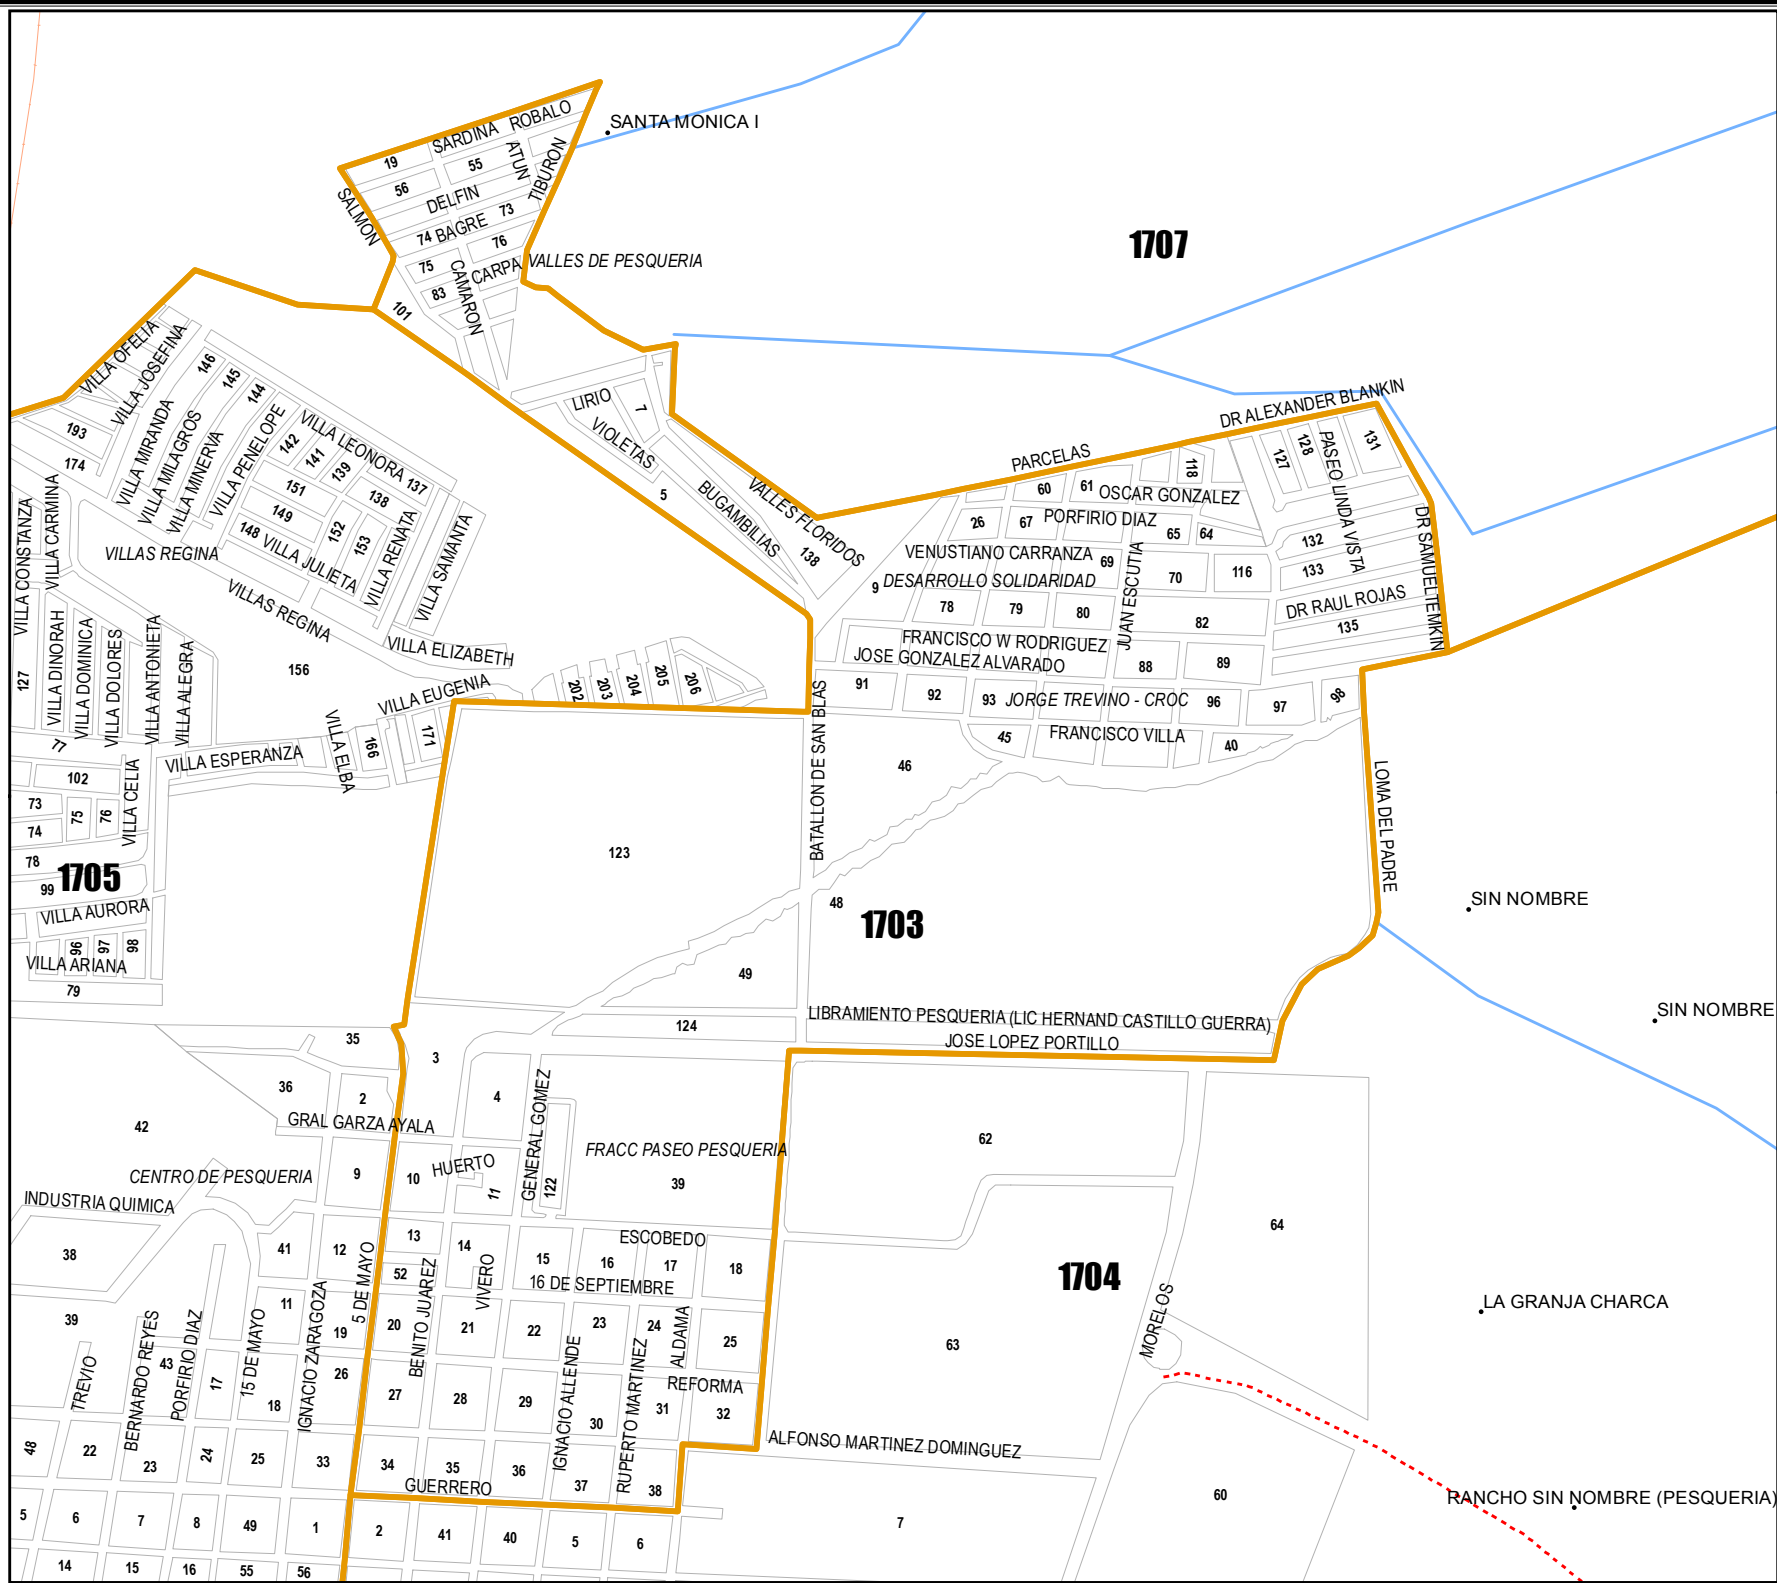 SANTA MONICA I
ROBALO
SARDINA
ATUN
TIBURON
19
55
56
DELFIN
SALMON
73
BAGRE
74
76
75
CARPA
CAMARON
83
101
VALLES DE PESQUERIA
1707
VILLA OFELIA
VILLA JOSEFINA
146
145
144
193
174
VILLA MIRANDA
VILLA MILAGROS
VILLA MINERVA
VILLA PENELOPE
VILLA LEONORA
142
141
139
137
138
151
149
148
152
153
VILLA JULIETA
VILLA RENATA
VILLA SAMANTA
VILLAS REGINA
VILLAS REGINA
VILLA ELIZABETH
VILLA CONSTANZA
VILLA CARMINA
127
VILLA DINORAH
VILLA DOMINICA
VILLA DOLORES
VILLA ANTONIETA
VILLA ALEGRA
156
VILLA EUGENIA
202
203
204
205
206
77
VILLA ESPERANZA
VILLA ELBA
166
171
102
73
75
76
VILLA CELIA
74
78
1705
99
VILLA AURORA
96
97
98
VILLA ARIANA
79
LIRIO
7
VIOLETAS
5
BUGAMBILIAS
VALLES FLORIDOS
138
DR ALEXANDER BLANKIN
PARCELAS
118
127
128
PASEO LINDA VISTA
131
60
61
OSCAR GONZALEZ
26
67
PORFIRIO DIAZ
65
64
132
DR SAMUEL TEMKIN
VENUSTIANO CARRANZA
69
9
DESARROLLO SOLIDARIDAD
70
116
133
78
79
80
JUAN ESCUTIA
82
DR RAUL ROJAS
135
FRANCISCO W RODRIGUEZ
JOSE GONZALEZ ALVARADO
88
89
91
92
93
JORGE TREVINO - CROC
96
97
98
45
FRANCISCO VILLA
40
46
BATALLON DE SAN BLAS
LOMA DEL PADRE
123
48
1703
49
SIN NOMBRE
SIN NOMBRE
124
LIBRAMIENTO PESQUERIA (LIC HERNAND CASTILLO GUERRA)
JOSE LOPEZ PORTILLO
35
3
36
2
4
GRAL GARZA AYALA
42
GENERAL GOMEZ
FRACC PASEO PESQUERIA
62
CENTRO DE PESQUERIA
9
10
HUERTO
11
122
39
INDUSTRIA QUIMICA
64
38
41
12
13
14
15
16
ESCOBEDO
17
18
52
5 DE MAYO
BENITO JUAREZ
VIVERO
16 DE SEPTIEMBRE
1704
MORELOS
LA GRANJA CHARCA
39
11
19
20
21
22
23
24
ALDAMA
25
63
TREVIO
BERNARDO REYES
43
PORFIRIO DIAZ
17
15 DE MAYO
18
IGNACIO ZARAGOZA
26
27
28
29
IGNACIO ALLENDE
30
RUPERTO MARTINEZ
31
REFORMA
32
48
22
23
24
25
33
34
35
36
37
38
GUERRERO
ALFONSO MARTINEZ DOMINGUEZ
60
RANCHO SIN NOMBRE (PESQUERIA)
5
6
7
8
49
1
2
41
40
5
6
7
14
15
16
55
56